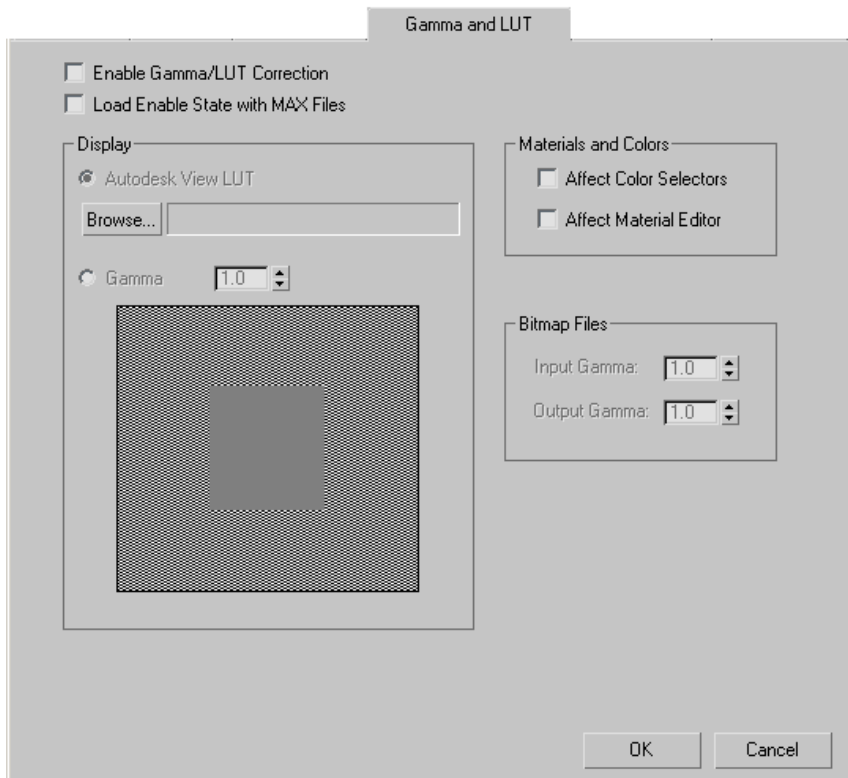 Gamma and LUT
Enable Gamma/LUT Correction
Load Enable State with MAX Files
Display
Autodesk View LUT
Browse...
Gamma 1.0
Materials and Colors
Affect Color Selectors
Affect Material Editor
Bitmap Files
Input Gamma: 1.0
Output Gamma: 1.0
OK Cancel